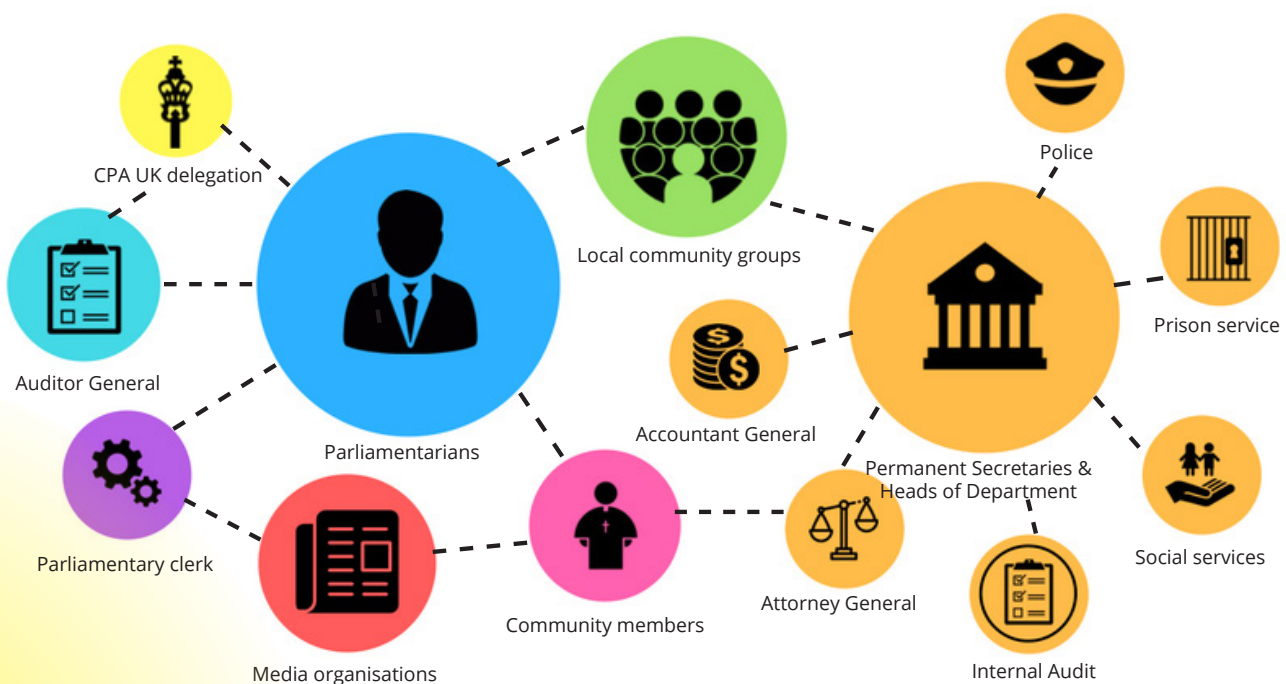 Police
CPA UK delegation
Local community groups
Prison service
Auditor General
Accountant General
Parliamentarians
Permanent Secretaries &
Heads of Department
Parliamentary clerk
Social services
Attorney General
Community members
Media organisations
Internal Audit
$
$